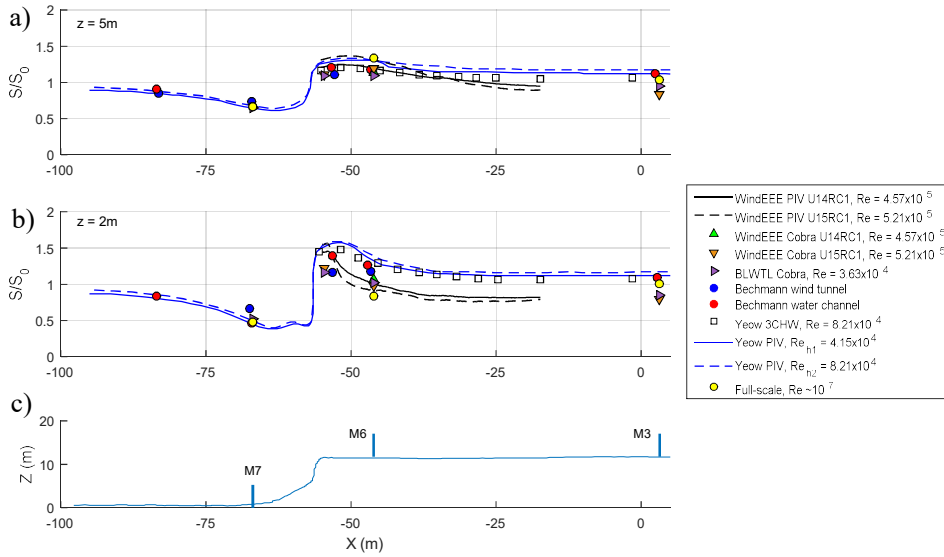 a)
z = 5m
S/S0
2
1.5
1
0.5
0
-100 -75 -50 -25 0
b)
z = 2m
S/S0
2
1.5
1
0.5
0
-100 -75 -50 -25 0
WindEEE PIV U14RC1, Re = 4.57x10 5
WindEEE PIV U15RC1, Re = 5.21x10 5
WindEEE Cobra U14RC1, Re = 4.57x10 5
WindEEE Cobra U15RC1, Re = 5.21x10 5
BLWTL Cobra, Re = 3.63x10 4
Bechmann wind tunnel
Bechmann water channel
Yeow 3CHW, Re = 8.21x10 4
Yeow PIV, Re h1 = 4.15x10 4
Yeow PIV, Re h2 = 8.21x10 4
Full-scale, Re ~10 7
c)
Z (m)
20
10
0
M7
M6
M3
-100 -75 -50 -25 0
X (m)